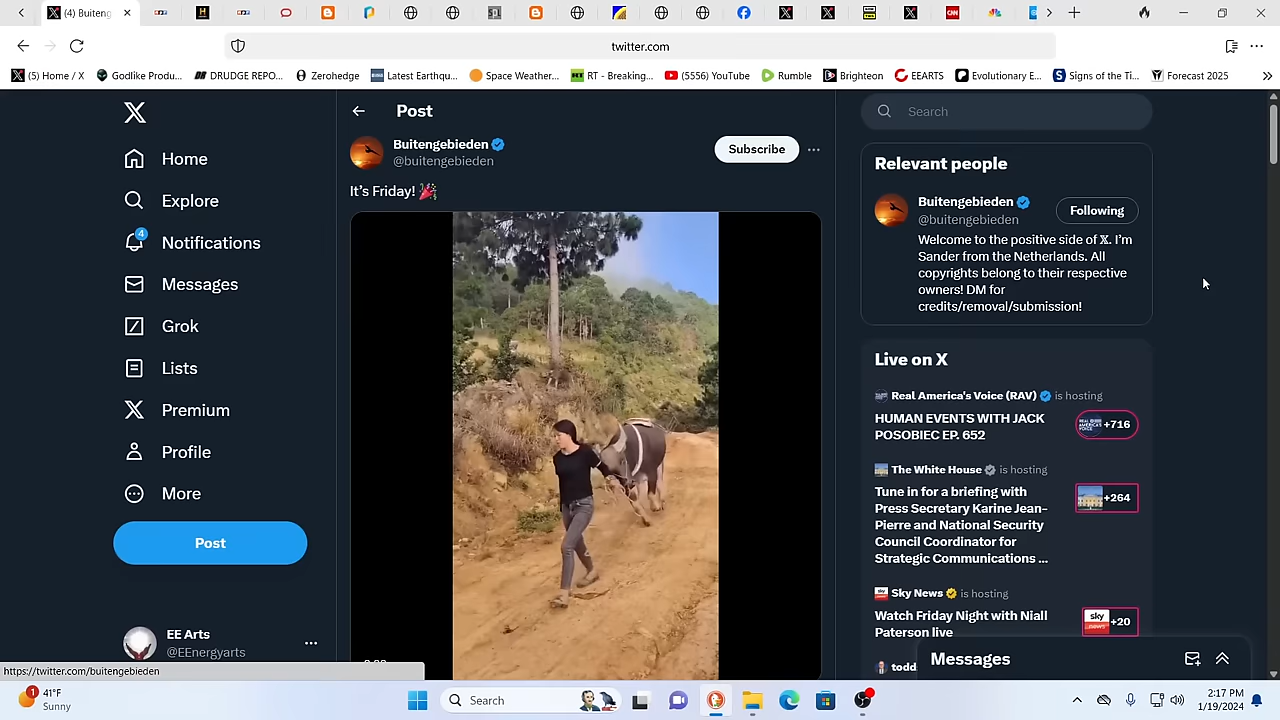 (4) Buiteng
CNN
twitter.com
(5) Home / X
Godlike Produ...
DRUDGE REPO...
Zerohedge
Latest Earthqu...
Space Weather...
RT - Breaking...
(5556) YouTube
Rumble
Brighteon
EEARTS
Evolutionary E...
Signs of the Ti...
Forecast 2025
Home
Explore
4
Notifications
Messages
Grok
Lists
Premium
Profile
More
Post
EE Arts
@EEnergyarts
https://twitter.com/buitengebieden
Post
Buitengebieden
@buitengebieden
Subscribe
It's Friday! 🎉
Search
Relevant people
Buitengebieden
@buitengebieden
Following
Welcome to the positive side of 𝕏. I'm
Sander from the Netherlands. All
copyrights belong to their respective
owners! DM for
credits/removal/submission!
Live on X
Real America's Voice (RAV) is hosting
HUMAN EVENTS WITH JACK
POSOBIEC EP. 652
+716
The White House is hosting
Tune in for a briefing with
Press Secretary Karine Jean-
Pierre and National Security
Council Coordinator for
Strategic Communications ...
+264
Sky News is hosting
Watch Friday Night with Niall
Paterson live
sky news
+20
todd
Messages
1
41°F
Sunny
Search
2:17 PM
1/19/2024